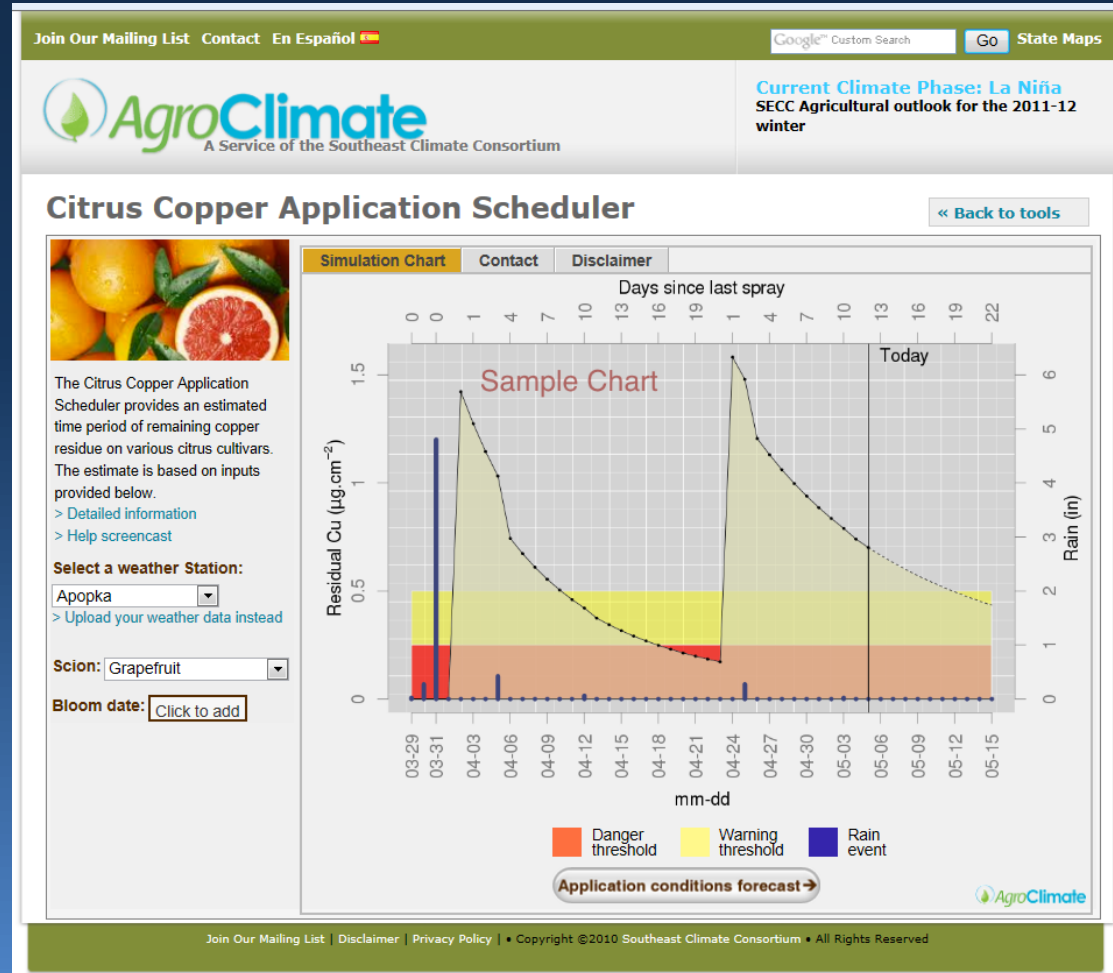 Join Our Mailing List Contact En Español
Google™ Custom Search Go State Maps
AgroClimate
A Service of the Southeast Climate Consortium
Current Climate Phase: La Niña
SECC Agricultural outlook for the 2011-12
winter
Citrus Copper Application Scheduler
« Back to tools
The Citrus Copper Application
Scheduler provides an estimated
time period of remaining copper
residue on various citrus cultivars.
The estimate is based on inputs
provided below.
> Detailed information
> Help screencast
Select a weather Station:
Apopka
> Upload your weather data instead
Scion: Grapefruit
Bloom date: Click to add
Simulation Chart Contact Disclaimer
Days since last spray
0 0 1 4 7 10 13 16 19 1 4 7 10 13 16 19 22
Today
Sample Chart
Residual Cu (µg.cm⁻²)
1.5
1
0.5
0
6
5
4
3
2
1
0
Rain (in)
03-29 03-31 04-03 04-06 04-09 04-12 04-15 04-18 04-21 04-24 04-27 04-30 05-03 05-06 05-09 05-12 05-15
mm-dd
Danger
threshold
Warning
threshold
Rain
event
Application conditions forecast→
AgroClimate
Join Our Mailing List | Disclaimer | Privacy Policy | • Copyright ©2010 Southeast Climate Consortium • All Rights Reserved